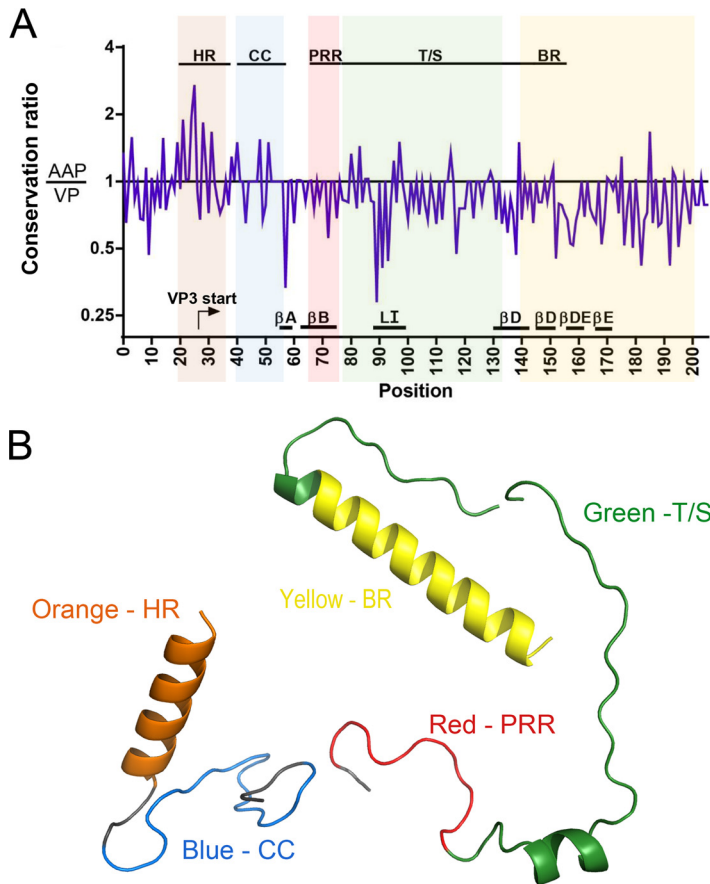 A
Conservation ratio
AAP
VP
4
2
1
0.5
0.25
HR CC PRR T/S BR
VP3 start
βA βB LI βD βD βDE βE
0 10 20 30 40 50 60 70 80 90 100 110 120 130 140 150 160 170 180 190 200
Position
B
Green -T/S
Yellow - BR
Orange - HR
Red - PRR
Blue - CC